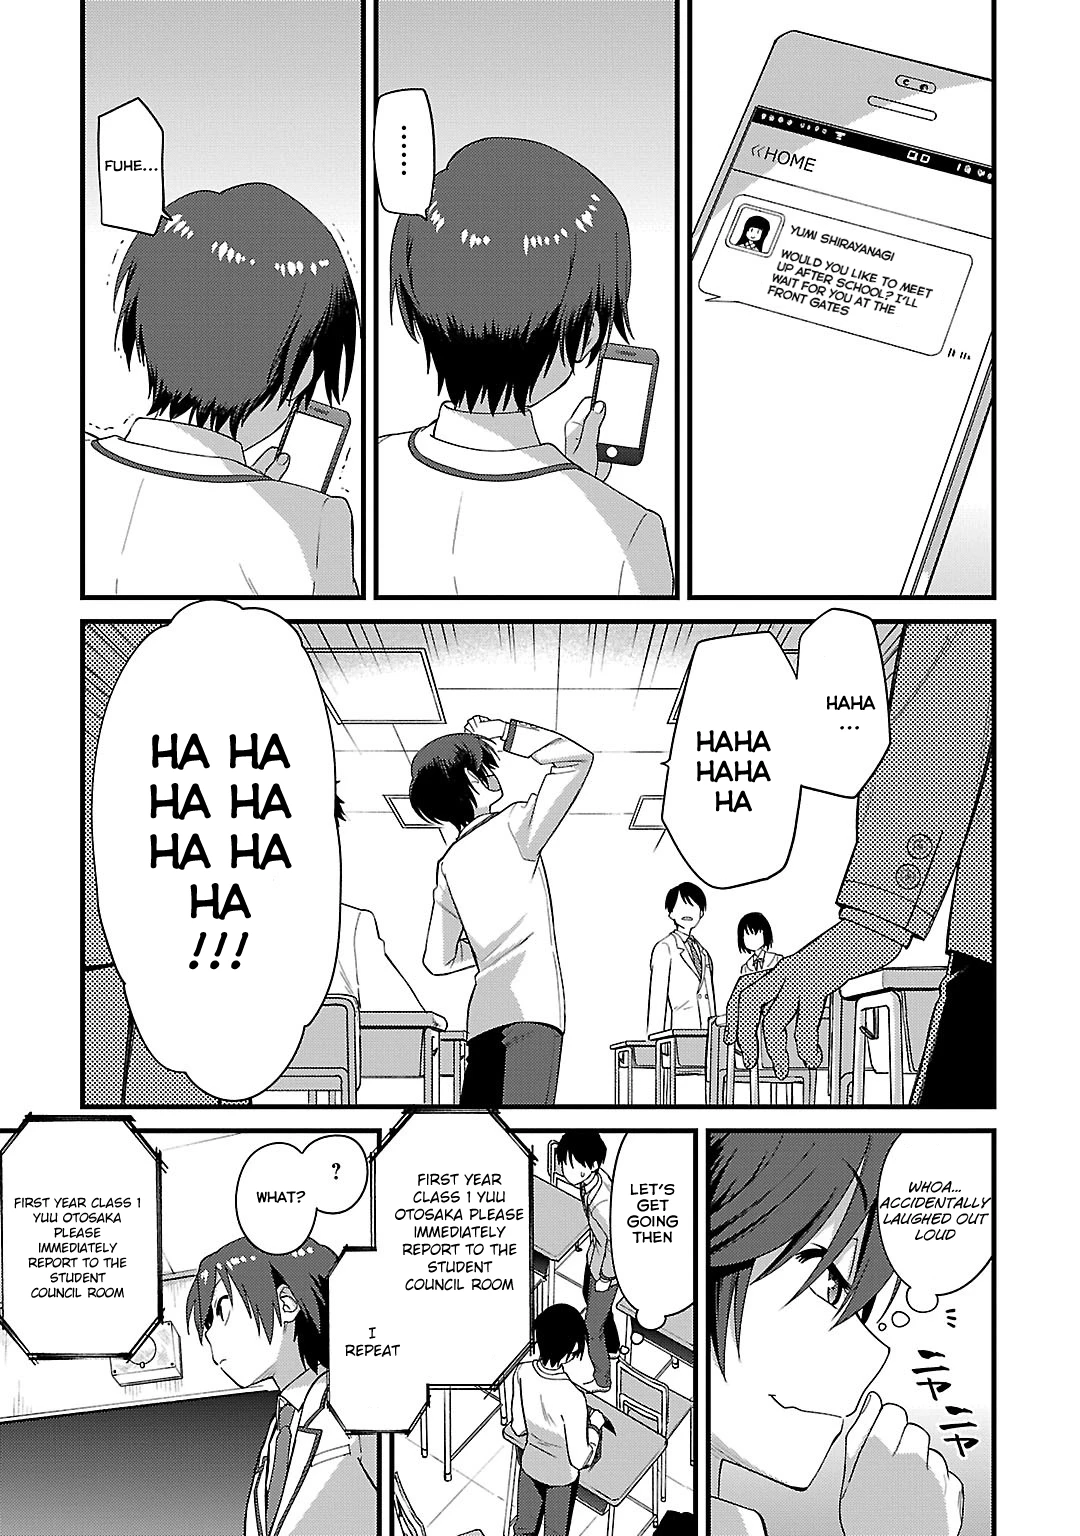 <<HOME
YUMI SHIRAYANAGI
WOULD YOU LIKE TO MEET
UP AFTER SCHOOL? I'LL
WAIT FOR YOU AT THE
FRONT GATES
......
FUHE...
HAHA
...
HAHA
HAHA
HA
HA HA
HA HA
HA HA
HA
!!!
WHOA...
ACCIDENTALLY
LAUGHED OUT
LOUD
ニヤ
ニヤ
LET'S
GET
GOING
THEN
FIRST YEAR
CLASS 1 YUU
OTOSAKA PLEASE
IMMEDIATELY
REPORT TO THE
STUDENT
COUNCIL ROOM
I
REPEAT
?
WHAT?
FIRST YEAR CLASS 1
YUU OTOSAKA
PLEASE
IMMEDIATELY
REPORT TO THE
STUDENT
COUNCIL ROOM